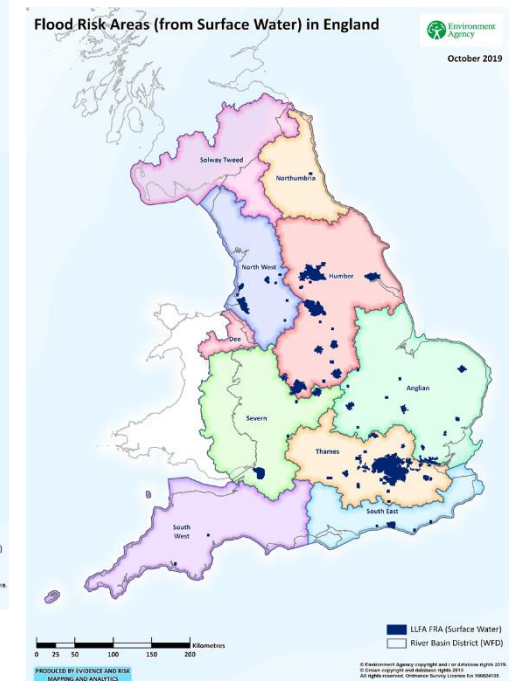 Flood Risk Areas (from Surface Water) in England
Environment
Agency
October 2019
Solway Tweed
Northumbria
North West
Humber
Dee
Anglian
Severn
Thames
South East
South
West
LLFA FRA (Surface Water)
River Basin District (WFD)
0 25 50 100 150 200
Kilometres
PRODUCED BY EVIDENCE AND RISK
MAPPING AND ANALYTICS
© Environment Agency copyright and / or database rights 2019.
© Crown copyright and database rights 2019
All rights reserved. Ordnance Survey Licence No